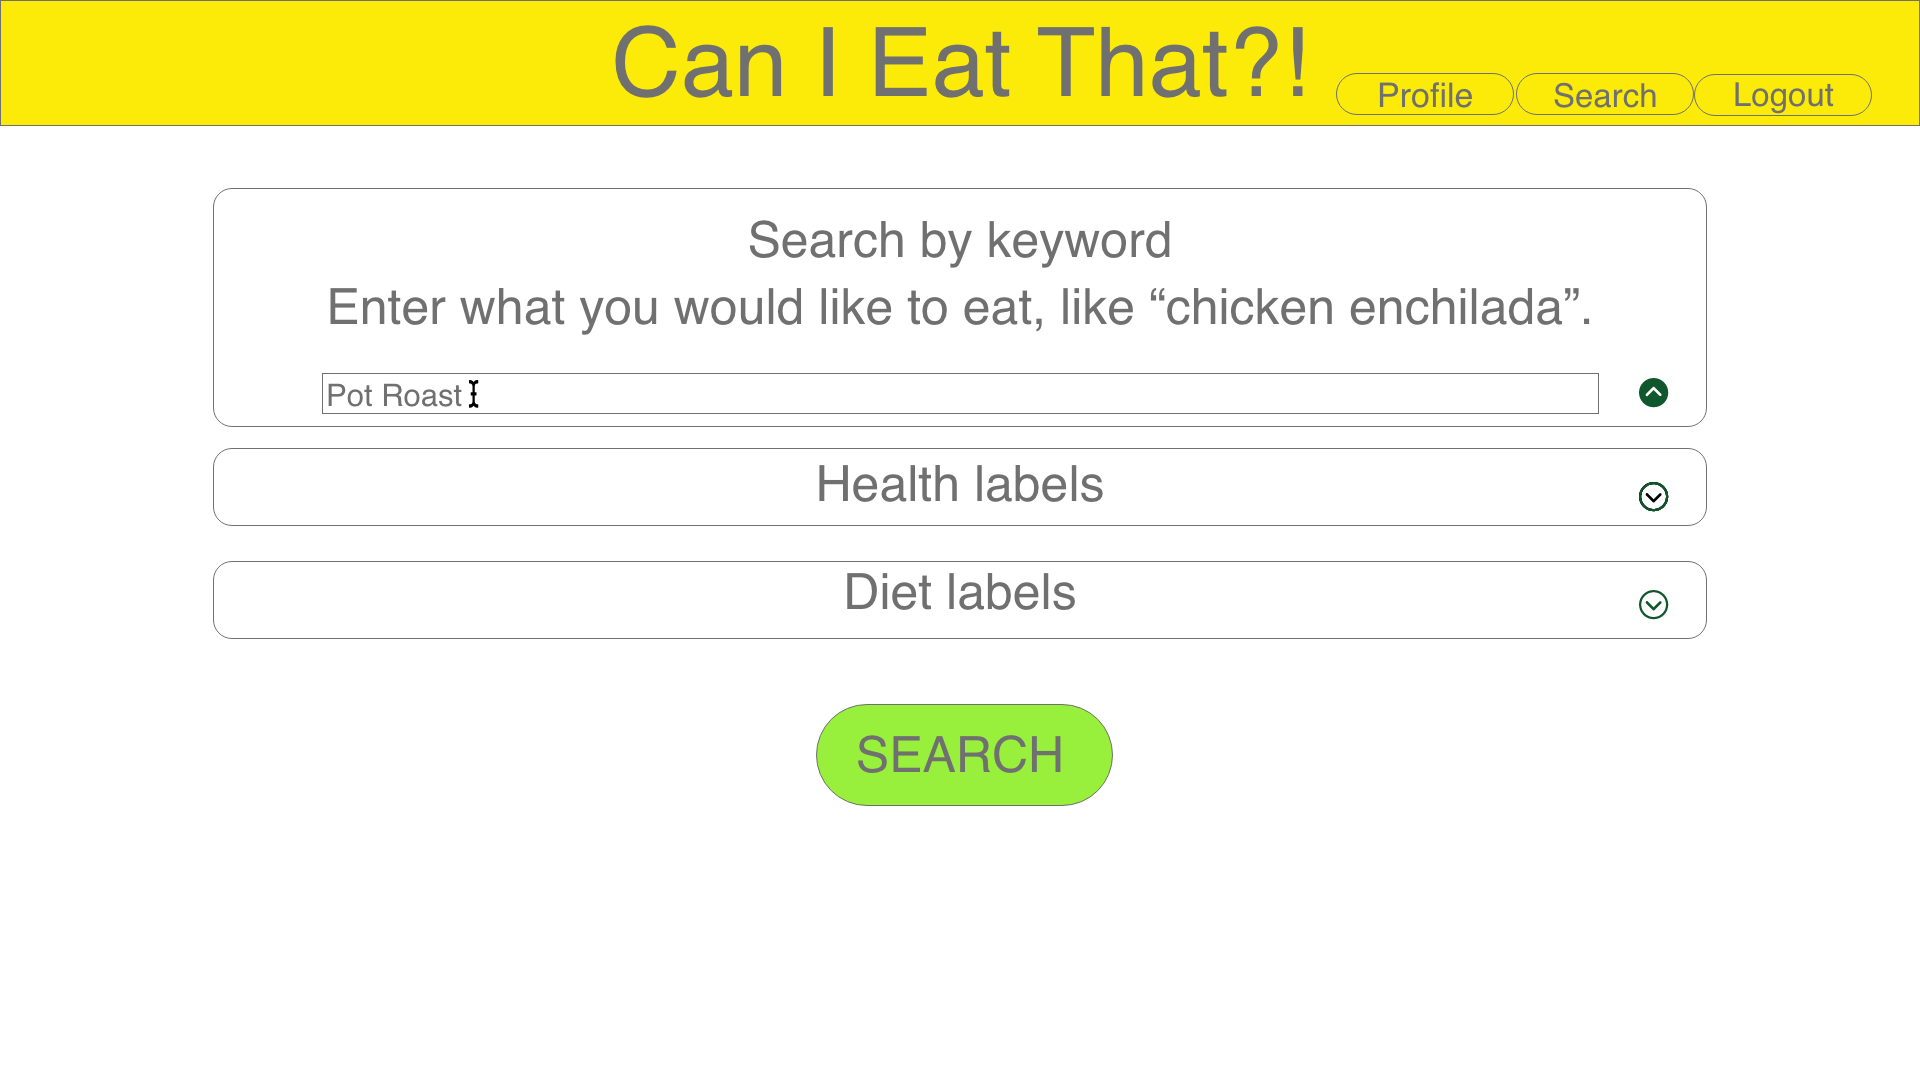 Can I Eat That?!
Profile
Search
Logout
Search by keyword
Enter what you would like to eat, like “chicken enchilada”.
Pot Roast
Health labels
Diet labels
SEARCH